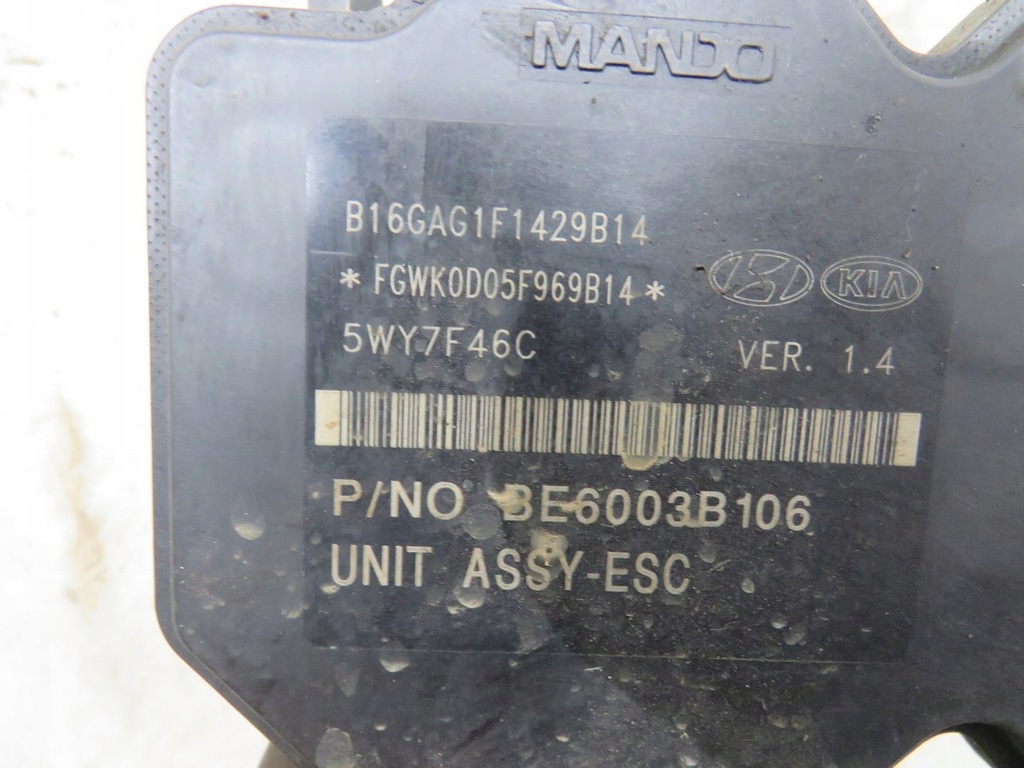 MANDO
B16GAG1F1429B14
*FGWK0D05F969B14* KIA
5WY7F46C VER. 1.4
P/NO BE6003B106
UNIT ASSY-ESC